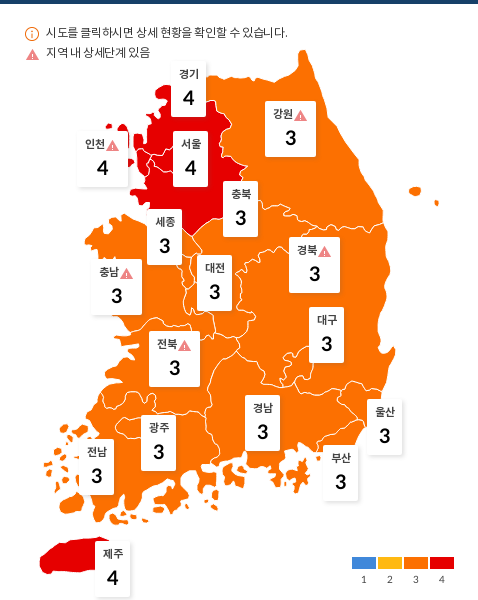 시도를 클릭하시면 상세 현황을 확인할 수 있습니다.
지역 내 상세단계 있음
경기
4
강원
3
인천
4
서울
4
충북
3
세종
3
경북
3
대전
3
충남
3
대구
3
전북
3
경남
3
울산
3
광주
3
전남
3
부산
3
제주
4
1 2 3 4